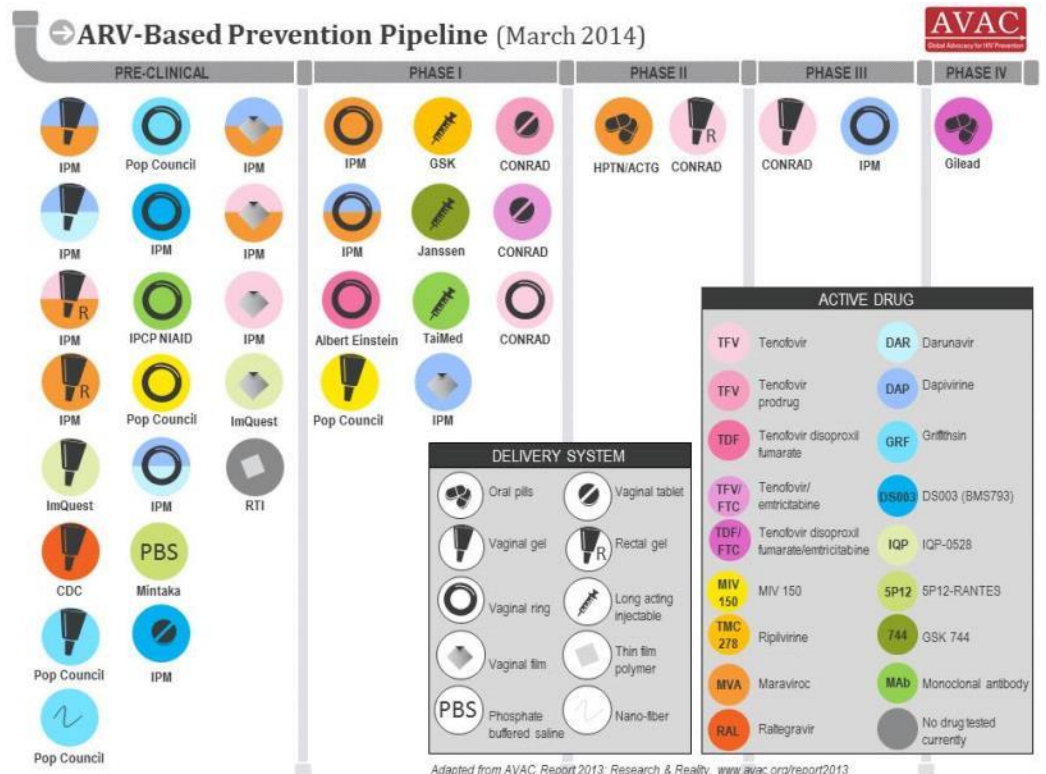 ARV-Based Prevention Pipeline (March 2014)
AVAC
Global Advocacy for HIV Prevention
PRE-CLINICAL
PHASE I
PHASE II
PHASE III
PHASE IV
IPM
Pop Council
IPM
IPM
GSK
CONRAD
HPTN/ACTG
R
CONRAD
CONRAD
IPM
Gilead
IPM
IPM
IPM
IPM
Janssen
CONRAD
R
IPM
IPCP NIAID
IPM
Albert Einstein
TaiMed
CONRAD
R
IPM
Pop Council
ImQuest
Pop Council
IPM
ImQuest
IPM
RTI
CDC
PBS
Mintaka
Pop Council
IPM
Pop Council
DELIVERY SYSTEM
Oral pills
Vaginal tablet
Vaginal gel
R
Rectal gel
Vaginal ring
Long acting
injectable
Vaginal film
Thin film
polymer
PBS
Phosphate
buffered saline
Nano-fiber
ACTIVE DRUG
TFV
Tenofovir
DAR
Darunavir
TFV
Tenofovir
prodrug
DAP
Dapivirine
TDF
Tenofovir disoproxil
fumarate
GRF
Griffithsin
TFV/
FTC
Tenofovir/
emtricitabine
DS003
DS003 (BMS793)
TDF/
FTC
Tenofovir disoproxil
fumarate/emtricitabine
IQP
IQP-0528
MIV
150
MIV 150
5P12
5P12-RANTES
TMC
278
Ripilvirine
744
GSK 744
MVA
Maraviroc
MAb
Monoclonal antibody
RAL
Raltegravir
No drug tested
currently
Adapted from AVAC Report 2013: Research & Reality. www.avac.org/report2013